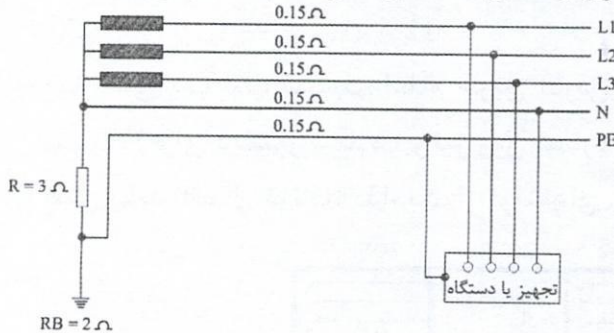 0.15Ω L1
0.15Ω L2
0.15Ω L3
0.15Ω N
0.15Ω PE
R = 3 Ω
تجهیز یا دستگاه
RB = 2 Ω